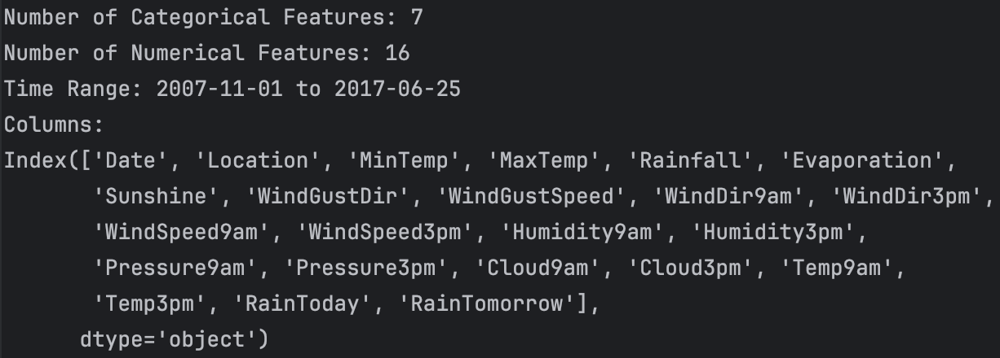 Number of Categorical Features: 7
Number of Numerical Features: 16
Time Range: 2007-11-01 to 2017-06-25
Columns:
Index(['Date', 'Location', 'MinTemp', 'MaxTemp', 'Rainfall', 'Evaporation',
       'Sunshine', 'WindGustDir', 'WindGustSpeed', 'WindDir9am', 'WindDir3pm',
       'WindSpeed9am', 'WindSpeed3pm', 'Humidity9am', 'Humidity3pm',
       'Pressure9am', 'Pressure3pm', 'Cloud9am', 'Cloud3pm', 'Temp9am',
       'Temp3pm', 'RainToday', 'RainTomorrow'],
      dtype='object')